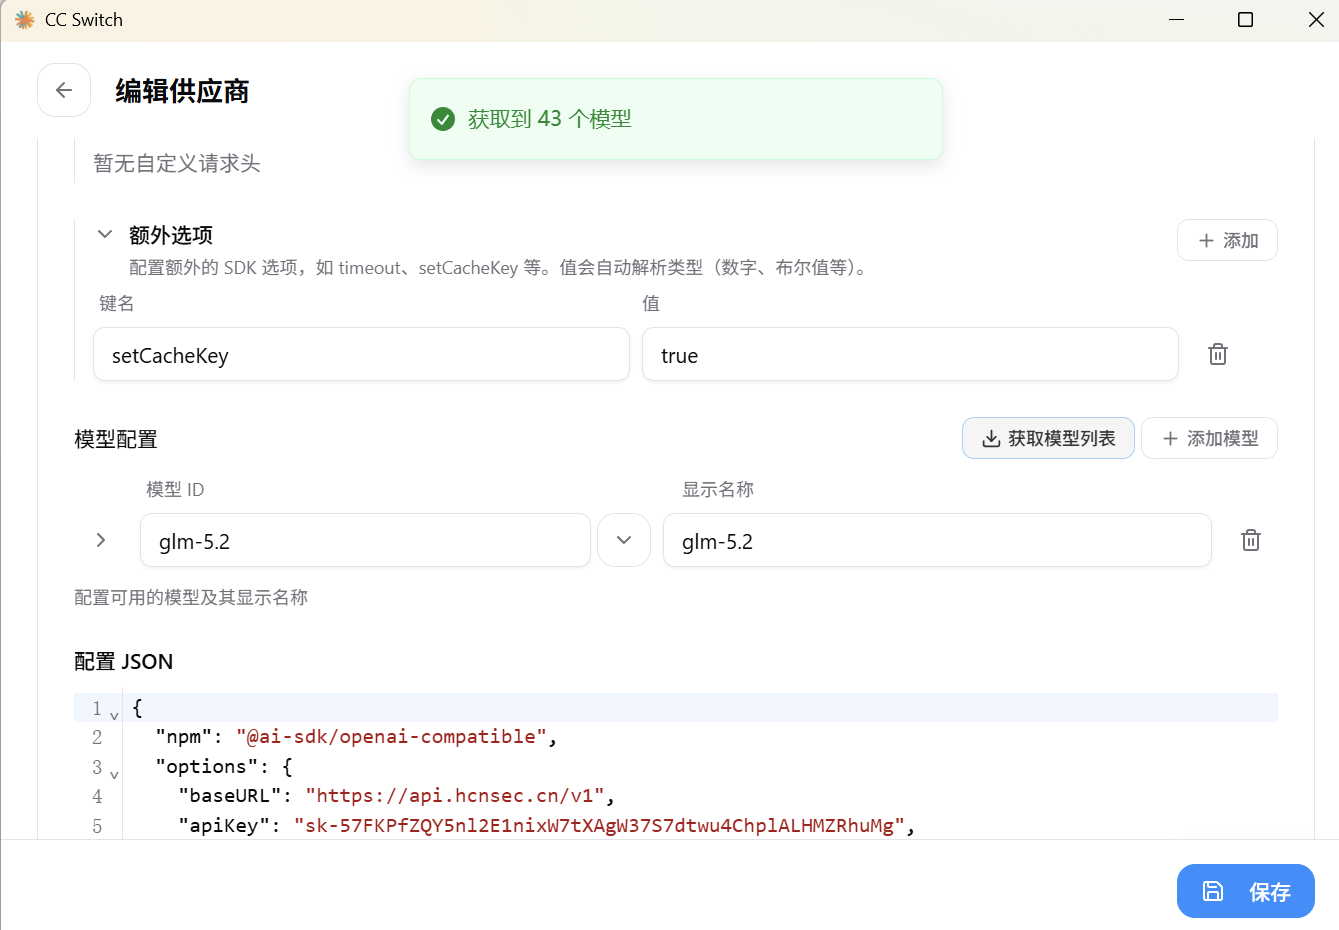 CC Switch
编辑供应商
获取到 43 个模型
暂无自定义请求头
额外选项
添加
配置额外的 SDK 选项，如 timeout、setCacheKey 等。值会自动解析类型（数字、布尔值等）。
键名
值
setCacheKey
true
模型配置
获取模型列表
添加模型
模型 ID
显示名称
glm-5.2
glm-5.2
配置可用的模型及其显示名称
配置 JSON
1 {
2 "npm": "@ai-sdk/openai-compatible",
3 "options": {
4 "baseURL": "https://api.hcnsec.cn/v1",
5 "apiKey": "sk-57FKPfZQY5nl2E1nixW7tXAgW37S7dtwu4ChplALHMZRhuMg",
保存